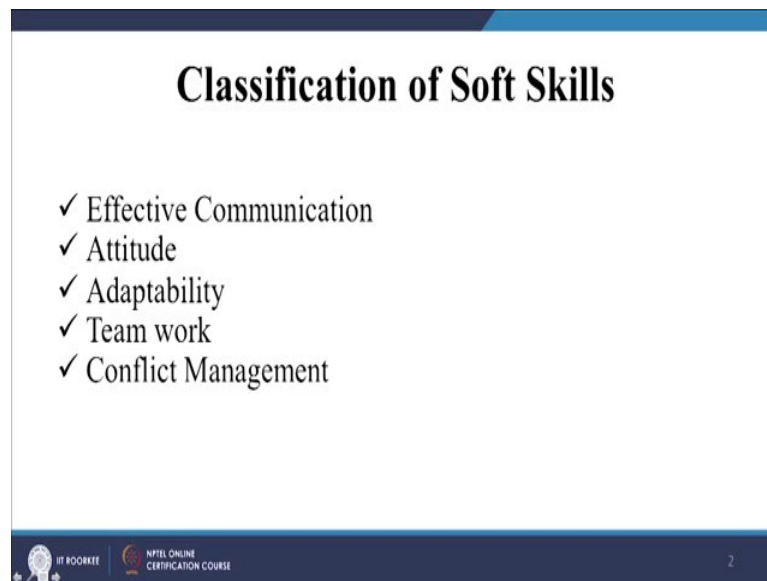 Classification of Soft Skills
✓ Effective Communication
✓ Attitude
✓ Adaptability
✓ Team work
✓ Conflict Management
IIT ROORKEE
NPTEL ONLINE
CERTIFICATION COURSE
2